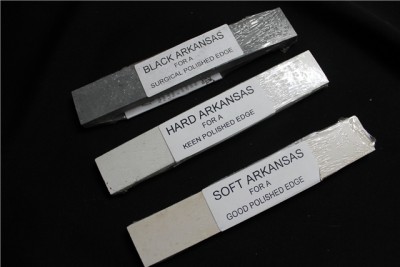 BLACK ARKANSAS
FOR A
SURGICAL POLISHED EDGE
HARD ARKANSAS
FOR A
KEEN POLISHED EDGE
SOFT ARKANSAS
FOR A
GOOD POLISHED EDGE